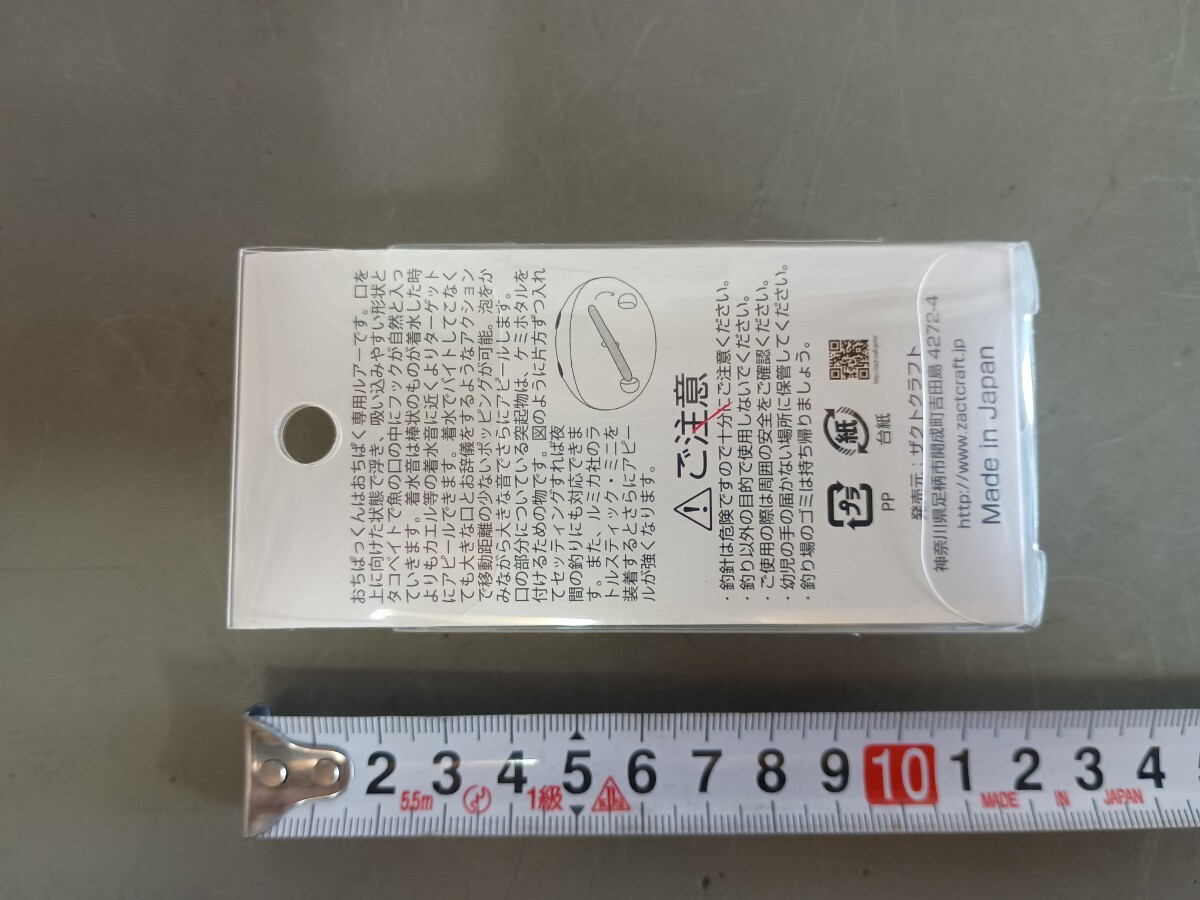 おちぱっくんはおちぱく専用ルアーです。口を
上に向けた状態で浮き、吸い込みやすい形状と
タコベイトで魚の口の中にフックが自然と入っ
ていきます。着水音は棒状のものが着水した時
よりもカエル等の着水音に近くよりターゲット
にアピールできます。着水でバイトしてこなく
ても大きな口とお辞儀をするようなアクション
で移動距離の少ないポッピングが可能。泡をか
みながら大きな音でさらにアピールします。
口の部分についている突起物は、ケミホタルを
付けるための物です。図のように片方ずつ入れ
てセッティングすれば夜
間の釣りにも対応できま
す。また、ルミカ社のラ
トルスティック・ミニを
装着するとさらにアピー
ルが強くなります。
ご注意
・釣針は危険ですので十分にご注意ください。
・釣り以外の目的で使用しないでください。
・ご使用の際は周囲の安全をご確認ください。
・幼児の手の届かない場所に保管してください。
・釣り場のゴミは持ち帰りましょう。
プラ
PP
紙
台紙
発売元：ザクトクラフト
神奈川県足柄市開成町吉田島 4272-4
http://www.zactcraft.jp
Made in Japan
2 3 4 5 6 7 8 9 10 1 2 3 4
5.5m 1級 MADE IN JAPAN